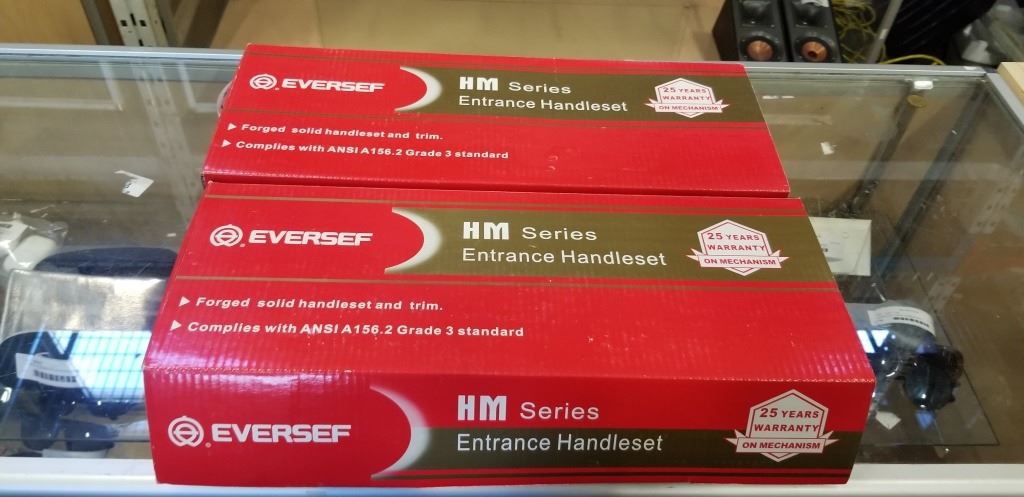 EVERSEF
HM Series
Entrance Handleset
25 YEARS
WARRANTY
ON MECHANISM
Forged solid handleset and trim.
Complies with ANSI A156.2 Grade 3 standard
EVERSEF
HM Series
Entrance Handleset
25 YEARS
WARRANTY
ON MECHANISM
Forged solid handleset and trim.
Complies with ANSI A156.2 Grade 3 standard
EVERSEF
HM Series
Entrance Handleset
25 YEARS
WARRANTY
ON MECHANISM